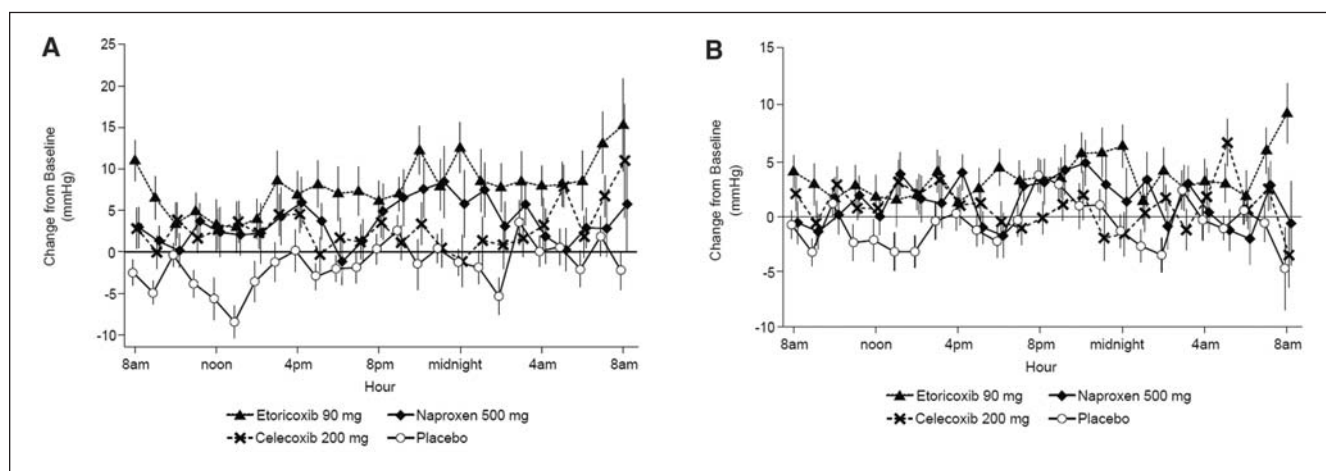 A
25
20
15
10
5
0
-5
-10
Change from Baseline
(mmHg)
8am noon 4pm 8pm midnight 4am 8am
Hour
Etoricoxib 90 mg Naproxen 500 mg
Celecoxib 200 mg Placebo
B
15
10
5
0
-5
-10
Change from Baseline
(mmHg)
8am noon 4pm 8pm midnight 4am 8am
Hour
Etoricoxib 90 mg Naproxen 500 mg
Celecoxib 200 mg Placebo